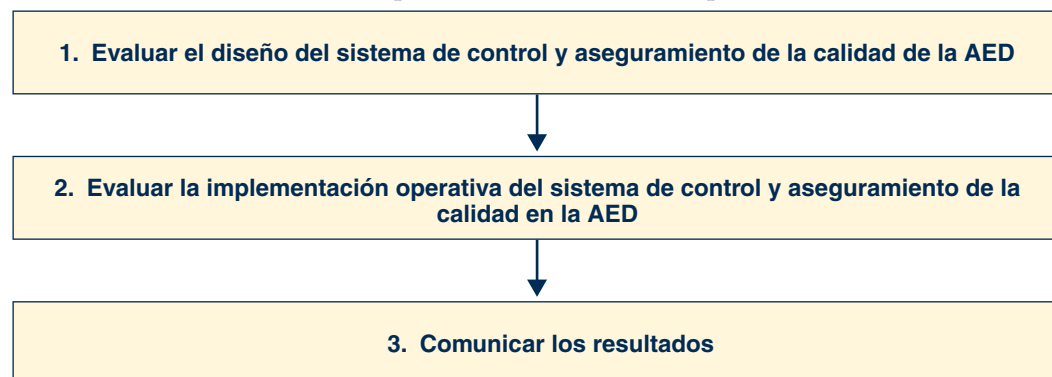 1. Evaluar el diseño del sistema de control y aseguramiento de la calidad de la AED
2. Evaluar la implementación operativa del sistema de control y aseguramiento de la
calidad en la AED
3. Comunicar los resultados